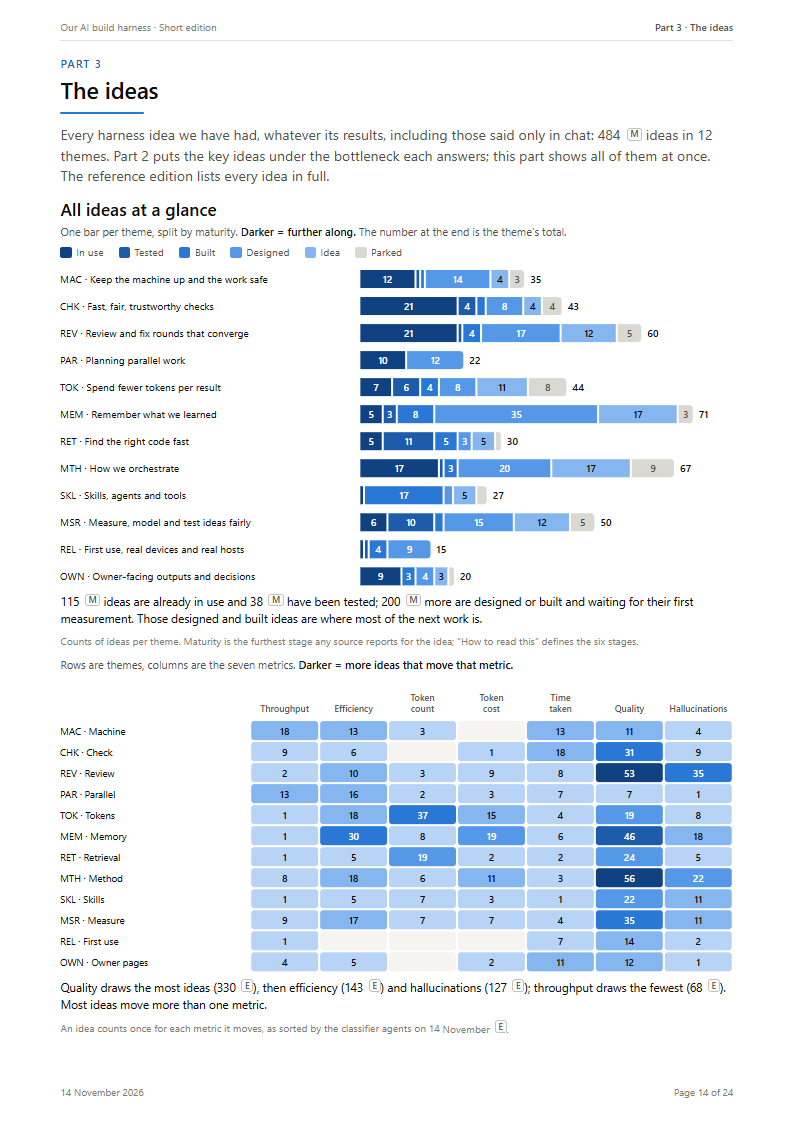 Our AI build harness · Short edition
Part 3 · The ideas
PART 3
The ideas
Every harness idea we have had, whatever its results, including those said only in chat: 484 M ideas in 12
themes. Part 2 puts the key ideas under the bottleneck each answers; this part shows all of them at once.
The reference edition lists every idea in full.
All ideas at a glance
One bar per theme, split by maturity. Darker = further along. The number at the end is the theme's total.
In use Tested Built Designed Idea Parked
MAC · Keep the machine up and the work safe 12 14 4 3 35
CHK · Fast, fair, trustworthy checks 21 4 8 4 4 43
REV · Review and fix rounds that converge 21 4 17 12 5 60
PAR · Planning parallel work 10 12 22
TOK · Spend fewer tokens per result 7 6 4 8 11 8 44
MEM · Remember what we learned 5 3 8 35 17 3 71
RET · Find the right code fast 5 11 5 3 5 30
MTH · How we orchestrate 17 3 20 17 9 67
SKL · Skills, agents and tools 17 5 27
MSR · Measure, model and test ideas fairly 6 10 15 12 5 50
REL · First use, real devices and real hosts 4 9 15
OWN · Owner-facing outputs and decisions 9 3 4 3 20
115 M ideas are already in use and 38 M have been tested; 200 M more are designed or built and waiting for their first
measurement. Those designed and built ideas are where most of the next work is.
Counts of ideas per theme. Maturity is the furthest stage any source reports for the idea; "How to read this" defines the six stages.
Rows are themes, columns are the seven metrics. Darker = more ideas that move that metric.
Throughput Efficiency Token count Token cost Time taken Quality Hallucinations
MAC · Machine 18 13 3 13 11 4
CHK · Check 9 6 1 18 31 9
REV · Review 2 10 3 9 8 53 35
PAR · Parallel 13 16 2 3 7 7 1
TOK · Tokens 1 18 37 15 4 19 8
MEM · Memory 1 30 8 19 6 46 18
RET · Retrieval 1 5 19 2 2 24 5
MTH · Method 8 18 6 11 3 56 22
SKL · Skills 1 5 7 3 1 22 11
MSR · Measure 9 17 7 7 4 35 11
REL · First use 1 7 14 2
OWN · Owner pages 4 5 2 11 12 1
Quality draws the most ideas (330 E), then efficiency (143 E) and hallucinations (127 E); throughput draws the fewest (68 E).
Most ideas move more than one metric.
An idea counts once for each metric it moves, as sorted by the classifier agents on 14 November E.
14 November 2026
Page 14 of 24